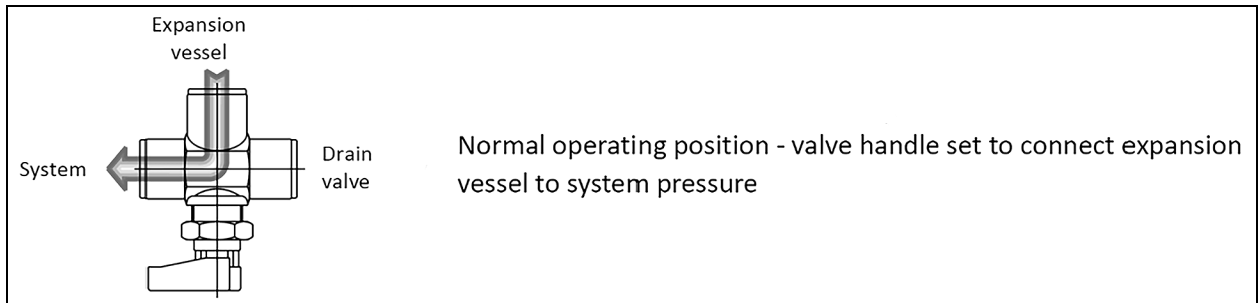 Expansion
vessel
System
Drain
valve
Normal operating position - valve handle set to connect expansion
vessel to system pressure